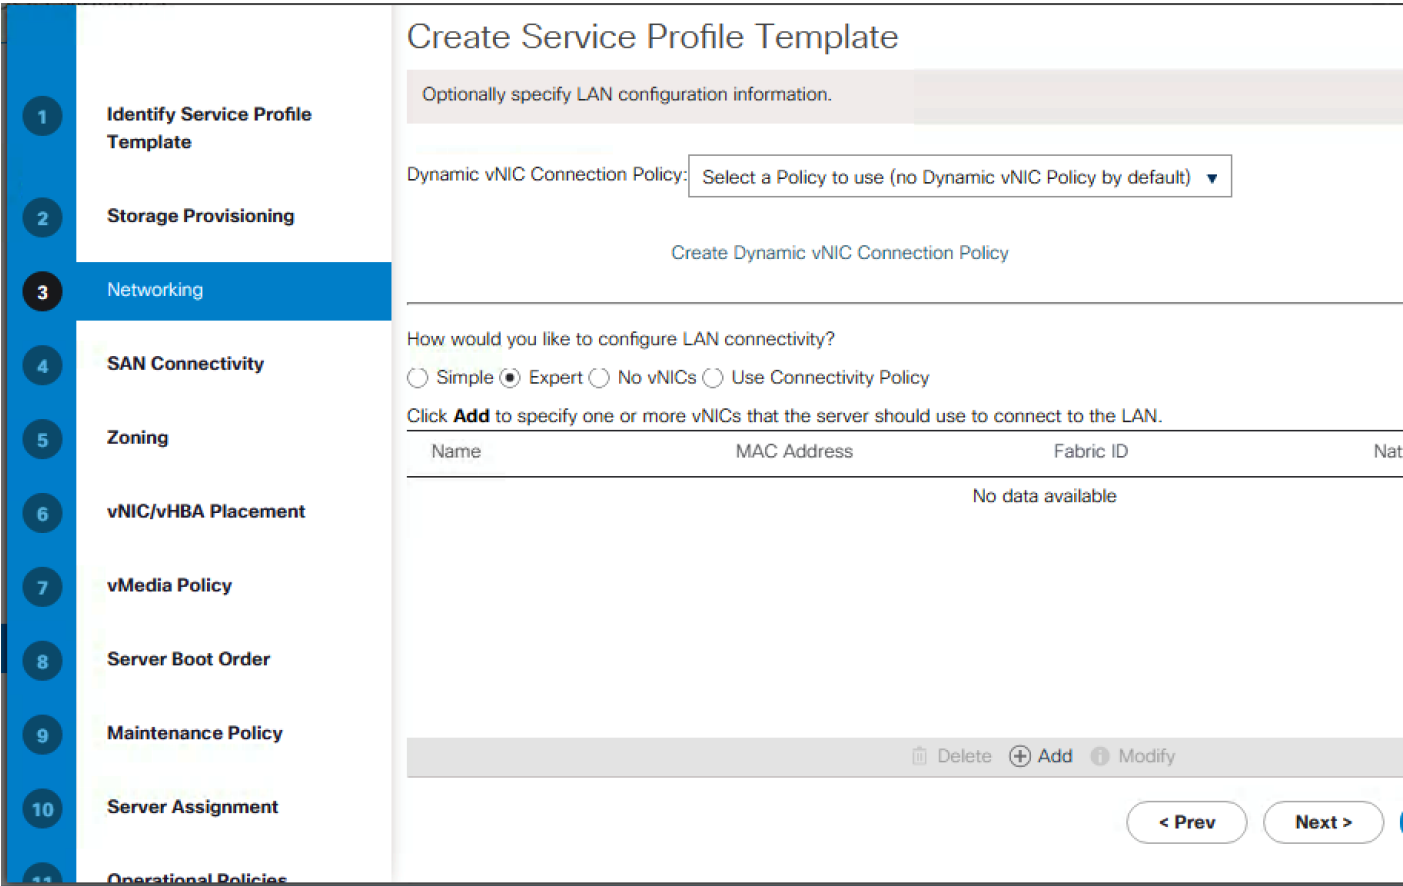 Create Service Profile Template
Optionally specify LAN configuration information.
1 Identify Service Profile
Template
2 Storage Provisioning
3 Networking
4 SAN Connectivity
5 Zoning
6 vNIC/vHBA Placement
7 vMedia Policy
8 Server Boot Order
9 Maintenance Policy
10 Server Assignment
11 Operational Policies
Dynamic vNIC Connection Policy: Select a Policy to use (no Dynamic vNIC Policy by default)
Create Dynamic vNIC Connection Policy
How would you like to configure LAN connectivity?
Simple Expert No vNICs Use Connectivity Policy
Click Add to specify one or more vNICs that the server should use to connect to the LAN.
Name MAC Address Fabric ID Nat
No data available
Delete Add Modify
< Prev Next >